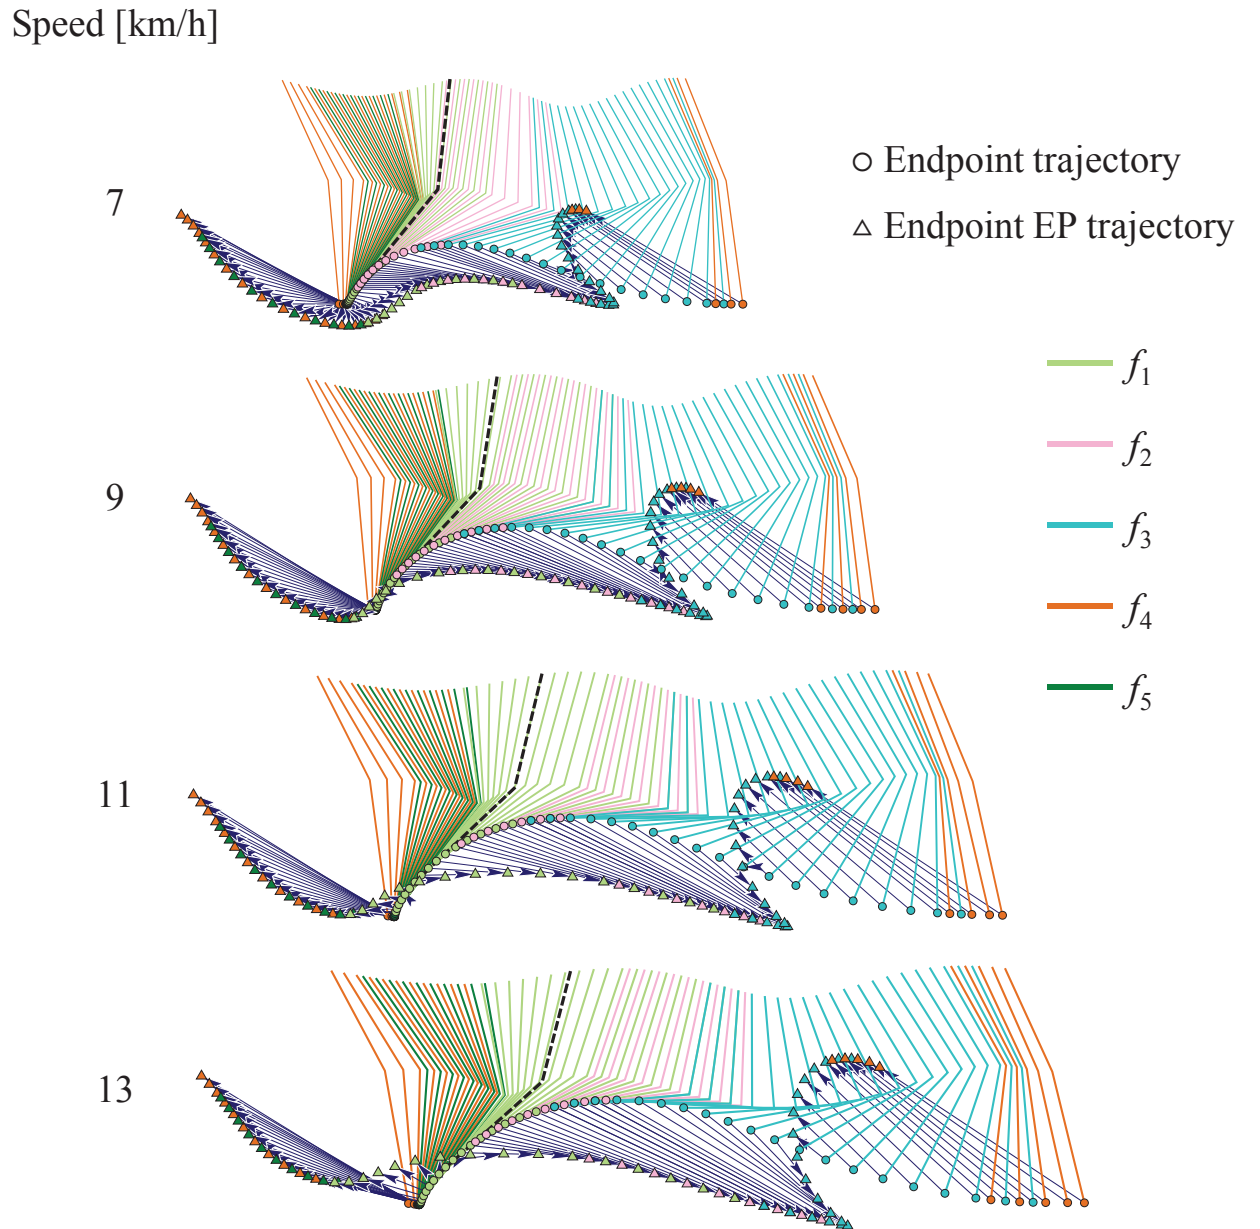 Speed [km/h]
7
○ Endpoint trajectory
△ Endpoint EP trajectory
f1
9
f2
f3
f4
11
f5
13